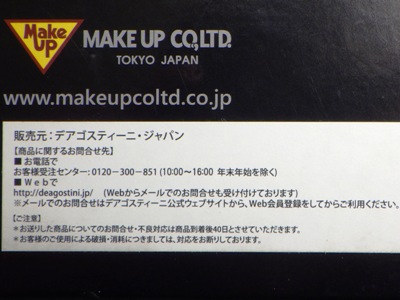 Make Up
MAKE UP CO,LTD.
TOKYO JAPAN
www.makeupcoltd.co.jp
販売元：デアゴスティーニ・ジャパン
【商品に関するお問合せ先】
■お電話で
お客様受注センター：0120-300-851（10:00～16:00 年末年始を除く）
■Ｗｅｂで
http://deagostini.jp/ （Webからメールでのお問合せも受け付けております）
※メールでのお問合せはデアゴスティーニ公式ウェブサイトから、Web会員登録をしてからご利用ください。
【ご注意】
＊お送りした商品についてのお問合せ・不良対応は商品到着後40日とさせていただきます。
＊お客様のご使用による破損・消耗につきましては、対応をお断りしております。